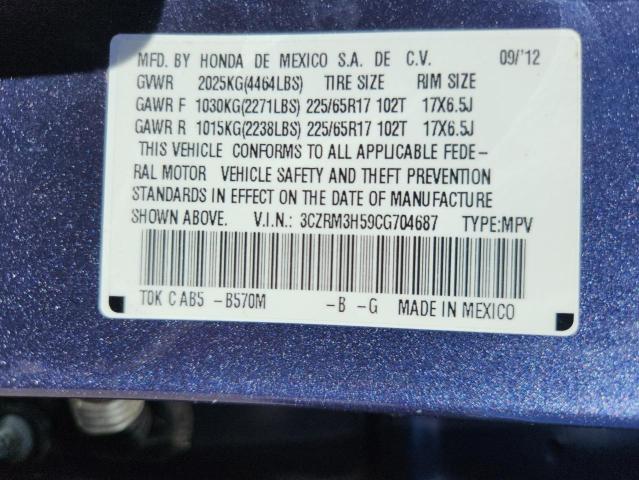 MFD. BY HONDA DE MEXICO S.A. DE C.V. 09/'12
GVWR 2025KG(4464LBS) TIRE SIZE RIM SIZE
GAWR F 1030KG(2271LBS) 225/65R17 102T 17X6.5J
GAWR R 1015KG(2238LBS) 225/65R17 102T 17X6.5J
THIS VEHICLE CONFORMS TO ALL APPLICABLE FEDE-
RAL MOTOR VEHICLE SAFETY AND THEFT PREVENTION
STANDARDS IN EFFECT ON THE DATE OF MANUFACTURE
SHOWN ABOVE. V.I.N.: 3CZRM3H59CG704687 TYPE:MPV
T0K C AB5 -B570M -B -G MADE IN MEXICO